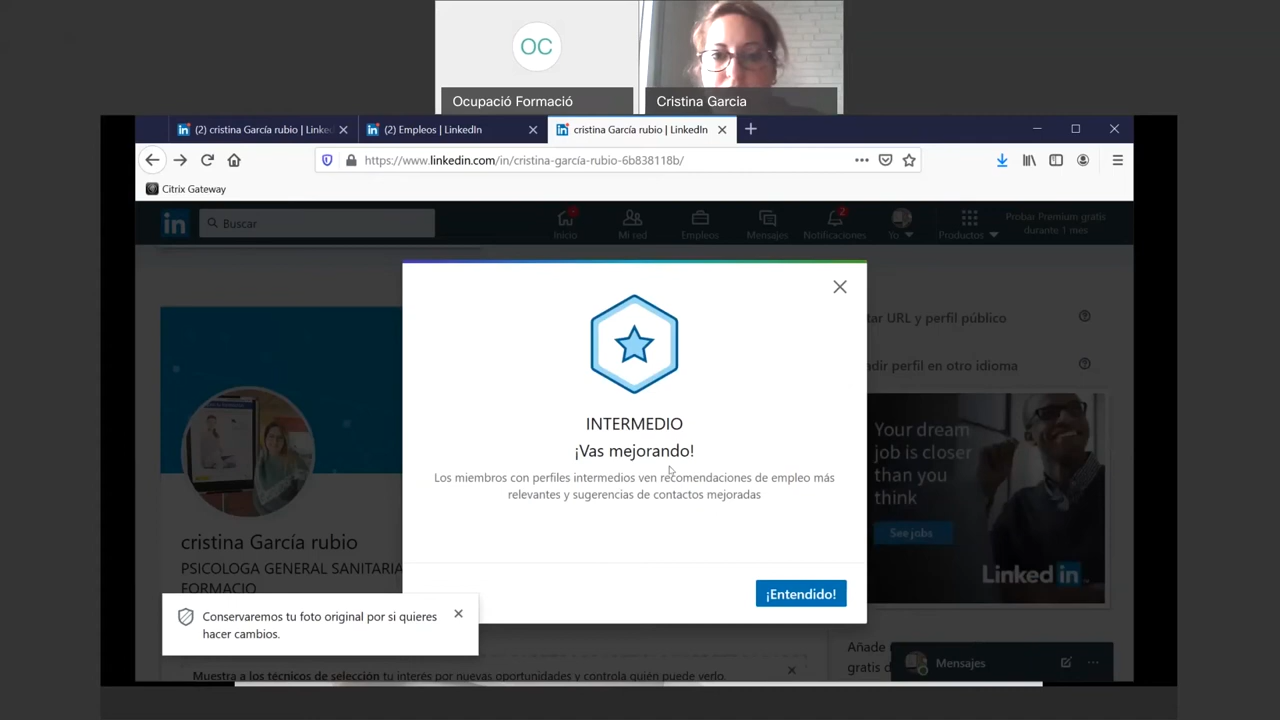 OC
Ocupació Formació
Cristina Garcia
(2) cristina García rubio | Linke
(2) Empleos | LinkedIn
cristina García rubio | LinkedIn
https://www.linkedin.com/in/cristina-garcía-rubio-6b838118b/
Citrix Gateway
in
Buscar
Inicio
Mi red
Empleos
Mensajes
2
Notificaciones
Yo
Productos
Probar Premium gratis
durante 1 mes
tar URL y perfil público
adir perfil en otro idioma
INTERMEDIO
¡Vas mejorando!
Los miembros con perfiles intermedios ven recomendaciones de empleo más
relevantes y sugerencias de contactos mejoradas
¡Entendido!
Your dream
job is closer
than you
think
See jobs
Linked in
cristina García rubio
PSICOLOGA GENERAL SANITARIA
FORMACIO
Conservaremos tu foto original por si quieres
hacer cambios.
Añade
gratis d
Mensajes
Muestra a los técnicos de selección tu interés por nuevas oportunidades y controla quién puede verlo.